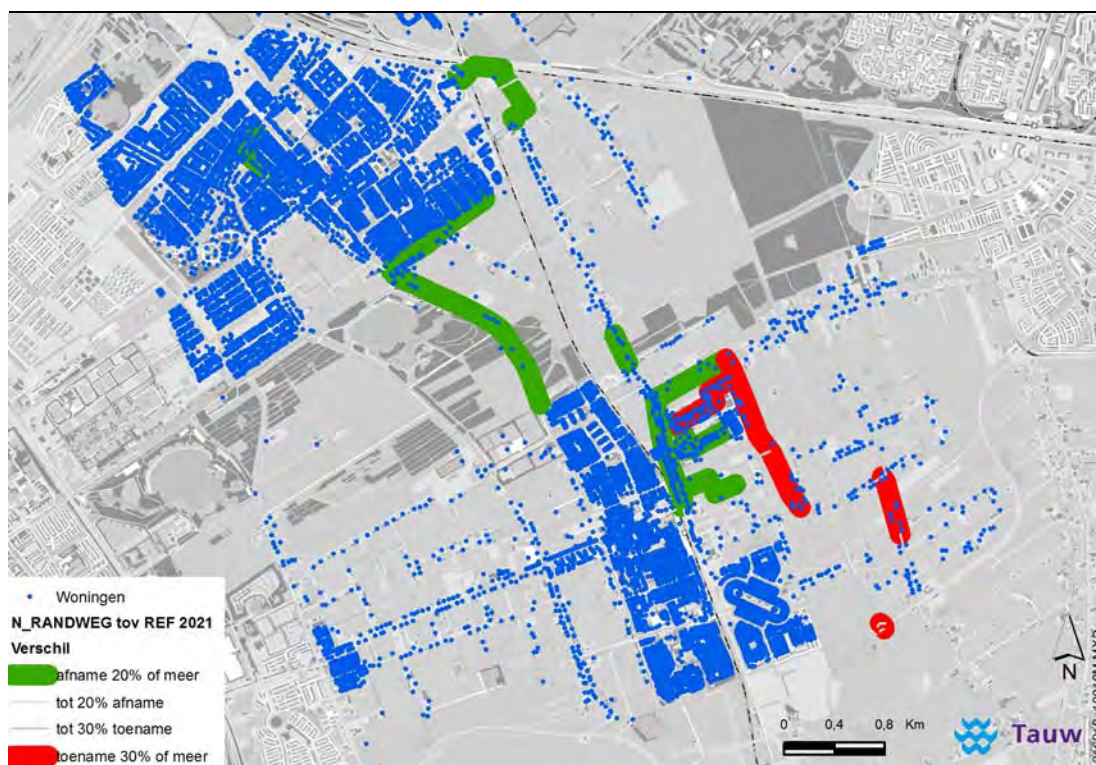 Woningen
N_RANDWEG tov REF 2021
Verschil
afname 20% of meer
tot 20% afname
tot 30% toename
toename 30% of meer
N
0 0,4 0,8 Km
Tauw